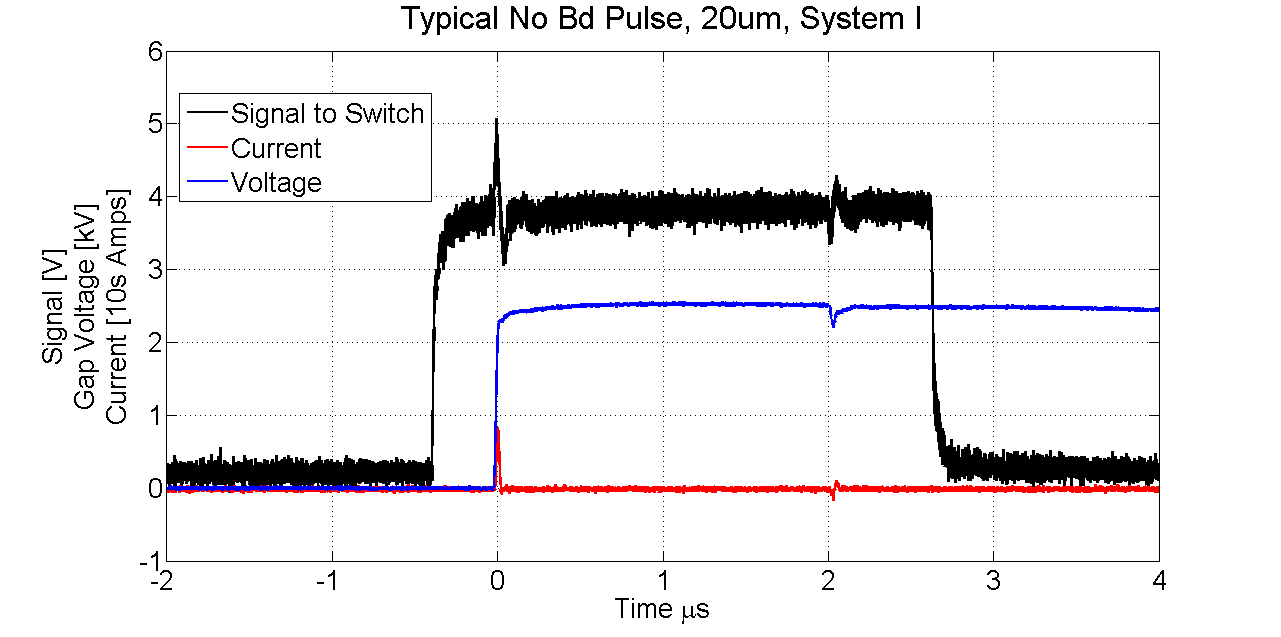 Typical No Bd Pulse, 20um, System I
Signal to Switch
Current
Voltage
Signal [V]
Gap Voltage [kV]
Current [10s Amps]
6
5
4
3
2
1
0
-1
-2
-1
0
1
2
3
4
Time μs